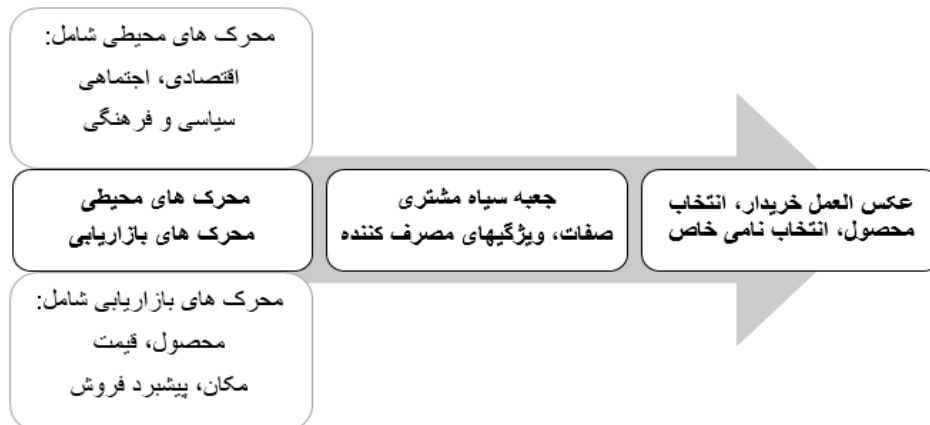 محرک های محیطی شامل:
اقتصادی، اجتماهی
سیاسی و فرهنگی
محرک های محیطی
محرک های بازاریابی
جعبه سیاه مشتری
صفات، ویژگیهای مصرف کننده
عکس العمل خریدار، انتخاب
محصول، انتخاب نامی خاص
محرک های بازاریابی شامل:
محصول، قیمت
مکان، پیشبرد فروش